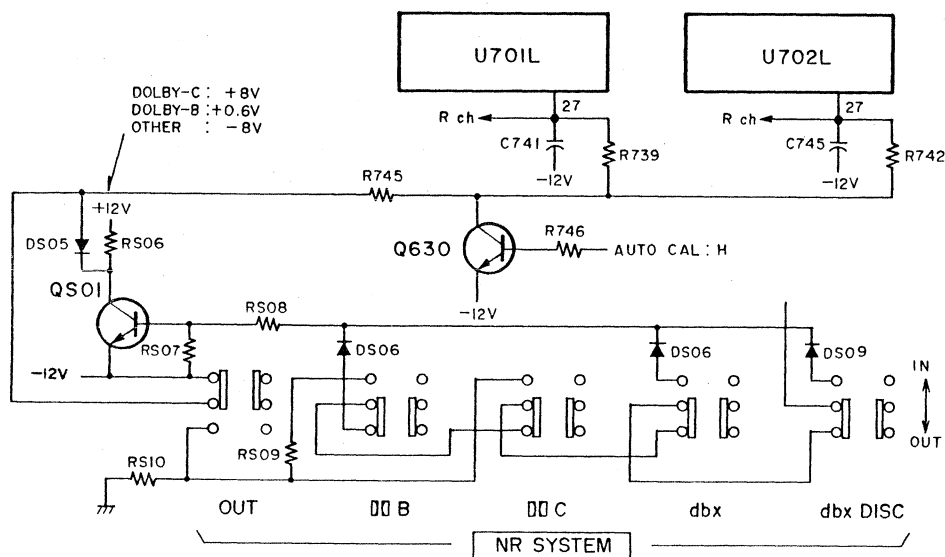 U701L
U702L
DOLBY-C : +8V
DOLBY-B : +0.6V
OTHER : -8V
27
27
R ch
R ch
C741
C745
R739
R742
-12V
-12V
R745
+12V
DS05
RS06
Q630
R746
AUTO CAL : H
QS01
-12V
RS08
RS07
DS06
DS06
DS09
-12V
IN
OUT
RS09
RS10
OUT
B
C
dbx
dbx DISC
NR SYSTEM